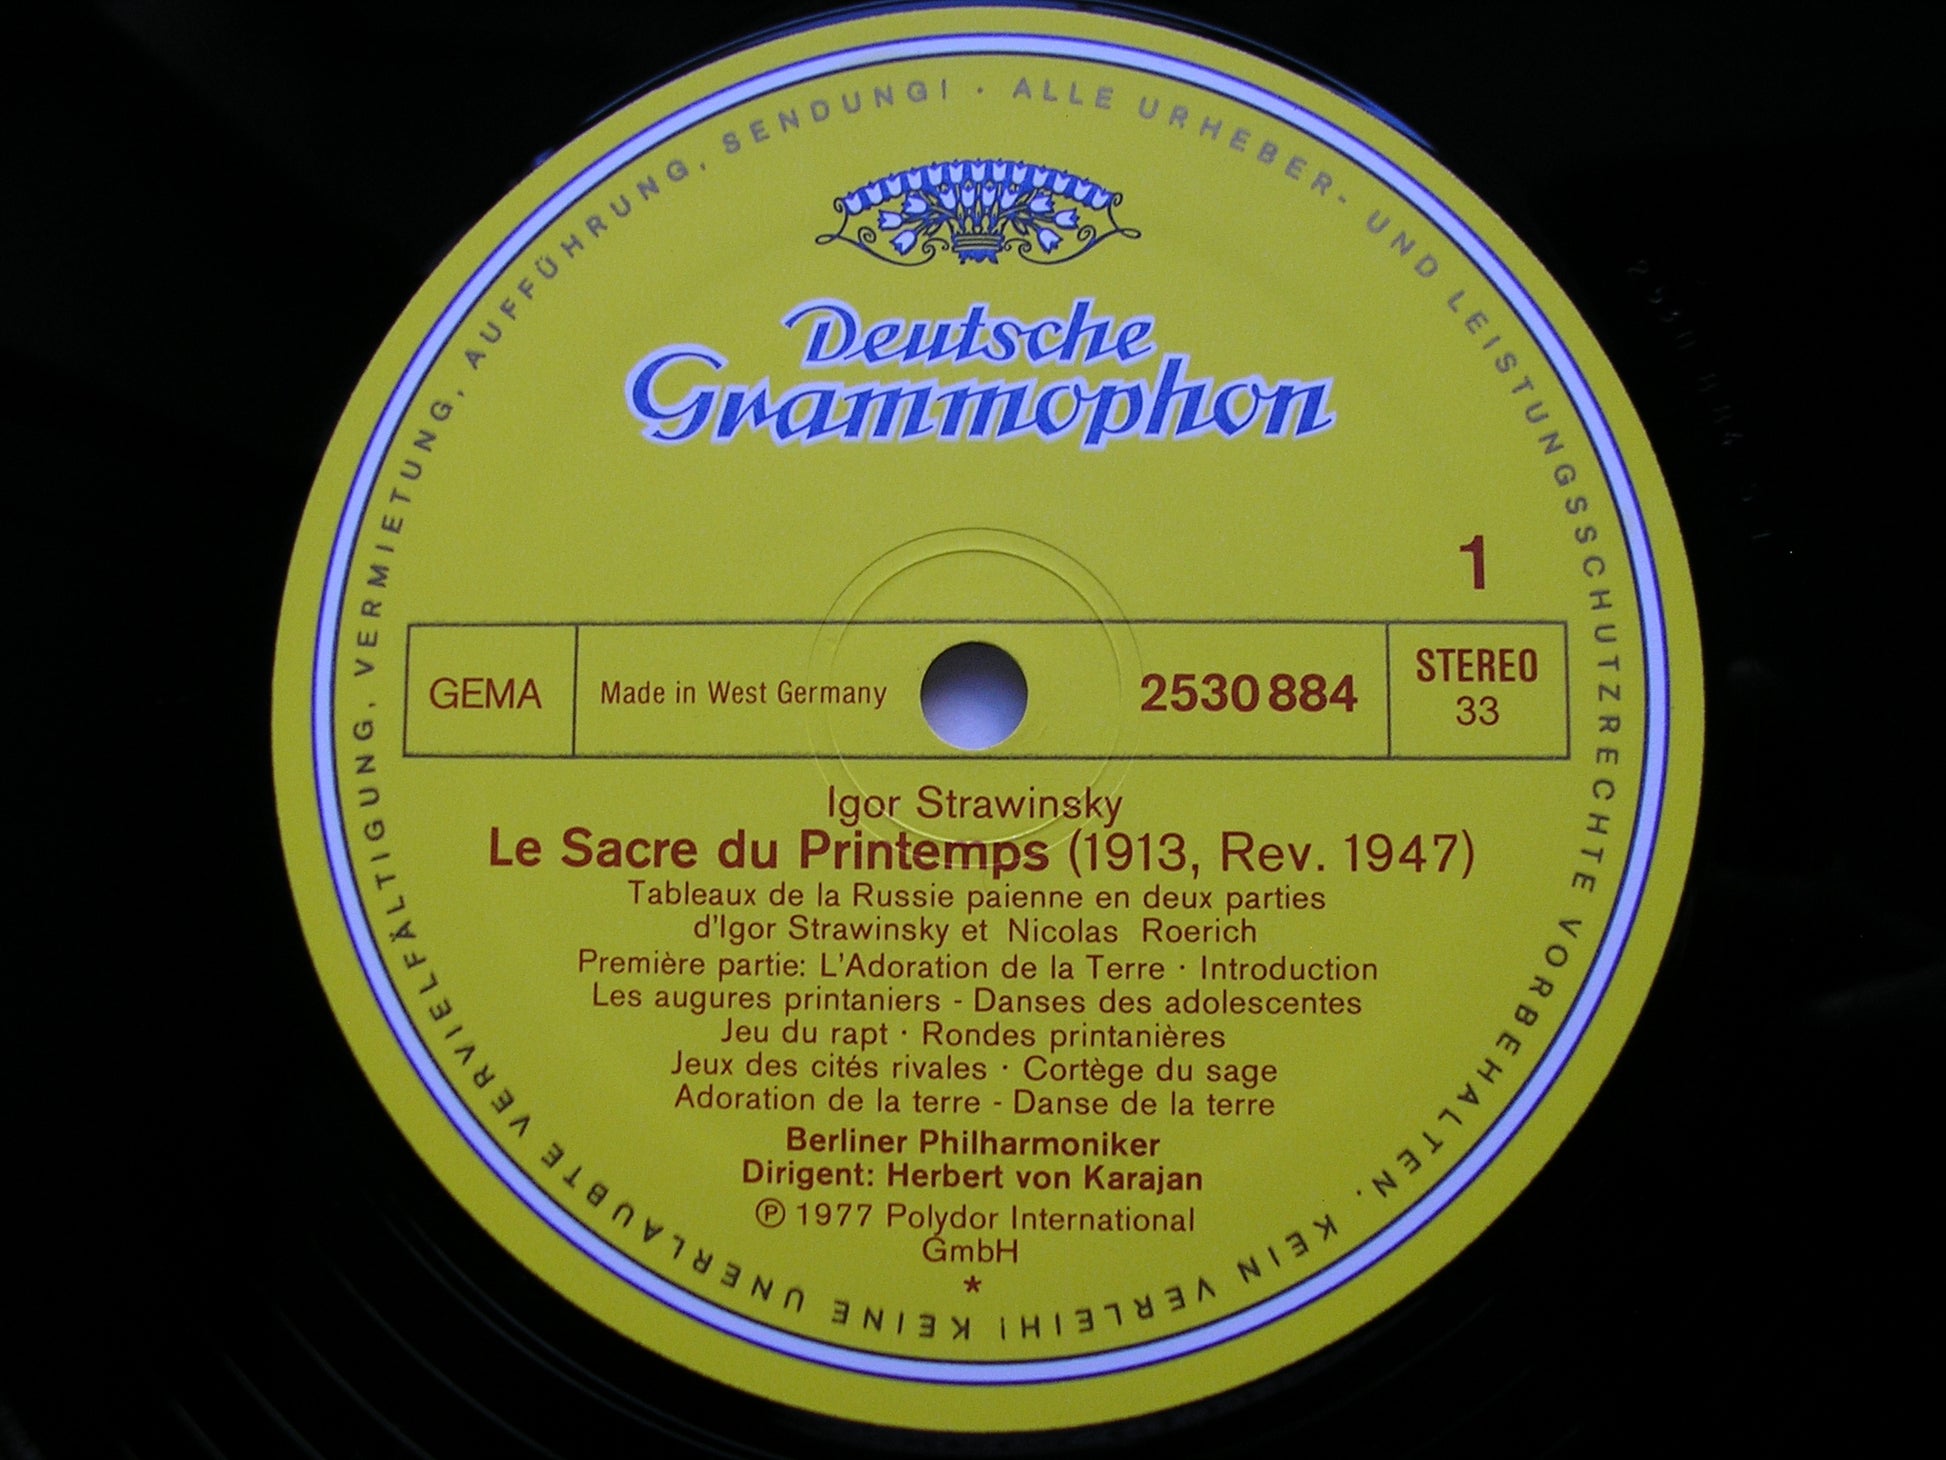 Deutsche
Grammophon
1
GEMA
Made in West Germany
2530 884
STEREO
33
Igor Strawinsky
Le Sacre du Printemps (1913, Rev. 1947)
Tableaux de la Russie paienne en deux parties
d'Igor Strawinsky et Nicolas Roerich
Première partie: L'Adoration de la Terre · Introduction
Les augures printaniers - Danses des adolescentes
Jeu du rapt · Rondes printanières
Jeux des cités rivales · Cortège du sage
Adoration de la terre - Danse de la terre
Berliner Philharmoniker
Dirigent: Herbert von Karajan
℗ 1977 Polydor International
GmbH
*
ALLE URHEBER- UND LEISTUNGSSCHUTZRECHTE VORBEHALTEN. KEIN VERLEIH! KEINE UNERLAUBTE VERVIELFÄLTIGUNG, VERMIETUNG, AUFFÜHRUNG, SENDUNG! ·